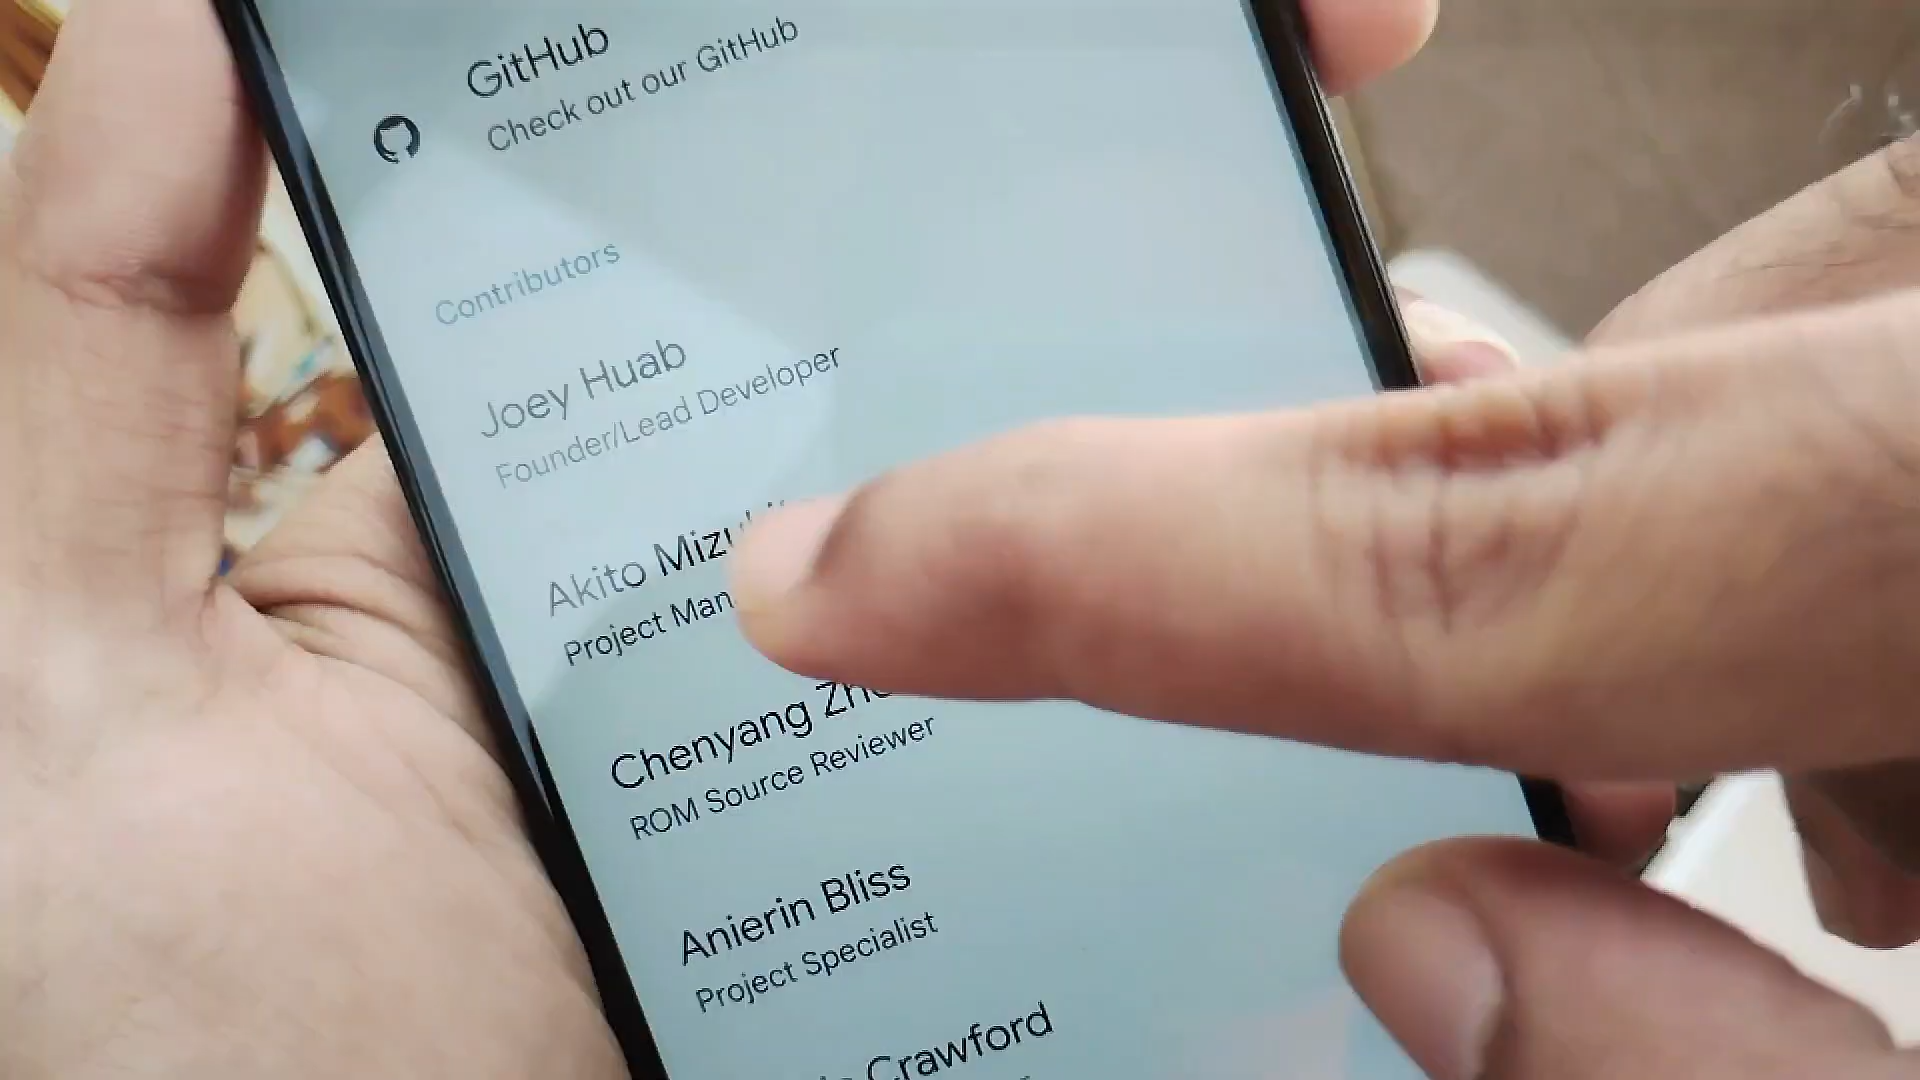 GitHub
Check out our GitHub
Contributors
Joey Huab
Founder/Lead Developer
Akito
Project
Chenyang
ROM Source Reviewer
Anierin Bliss
Project Specialist
Crawford